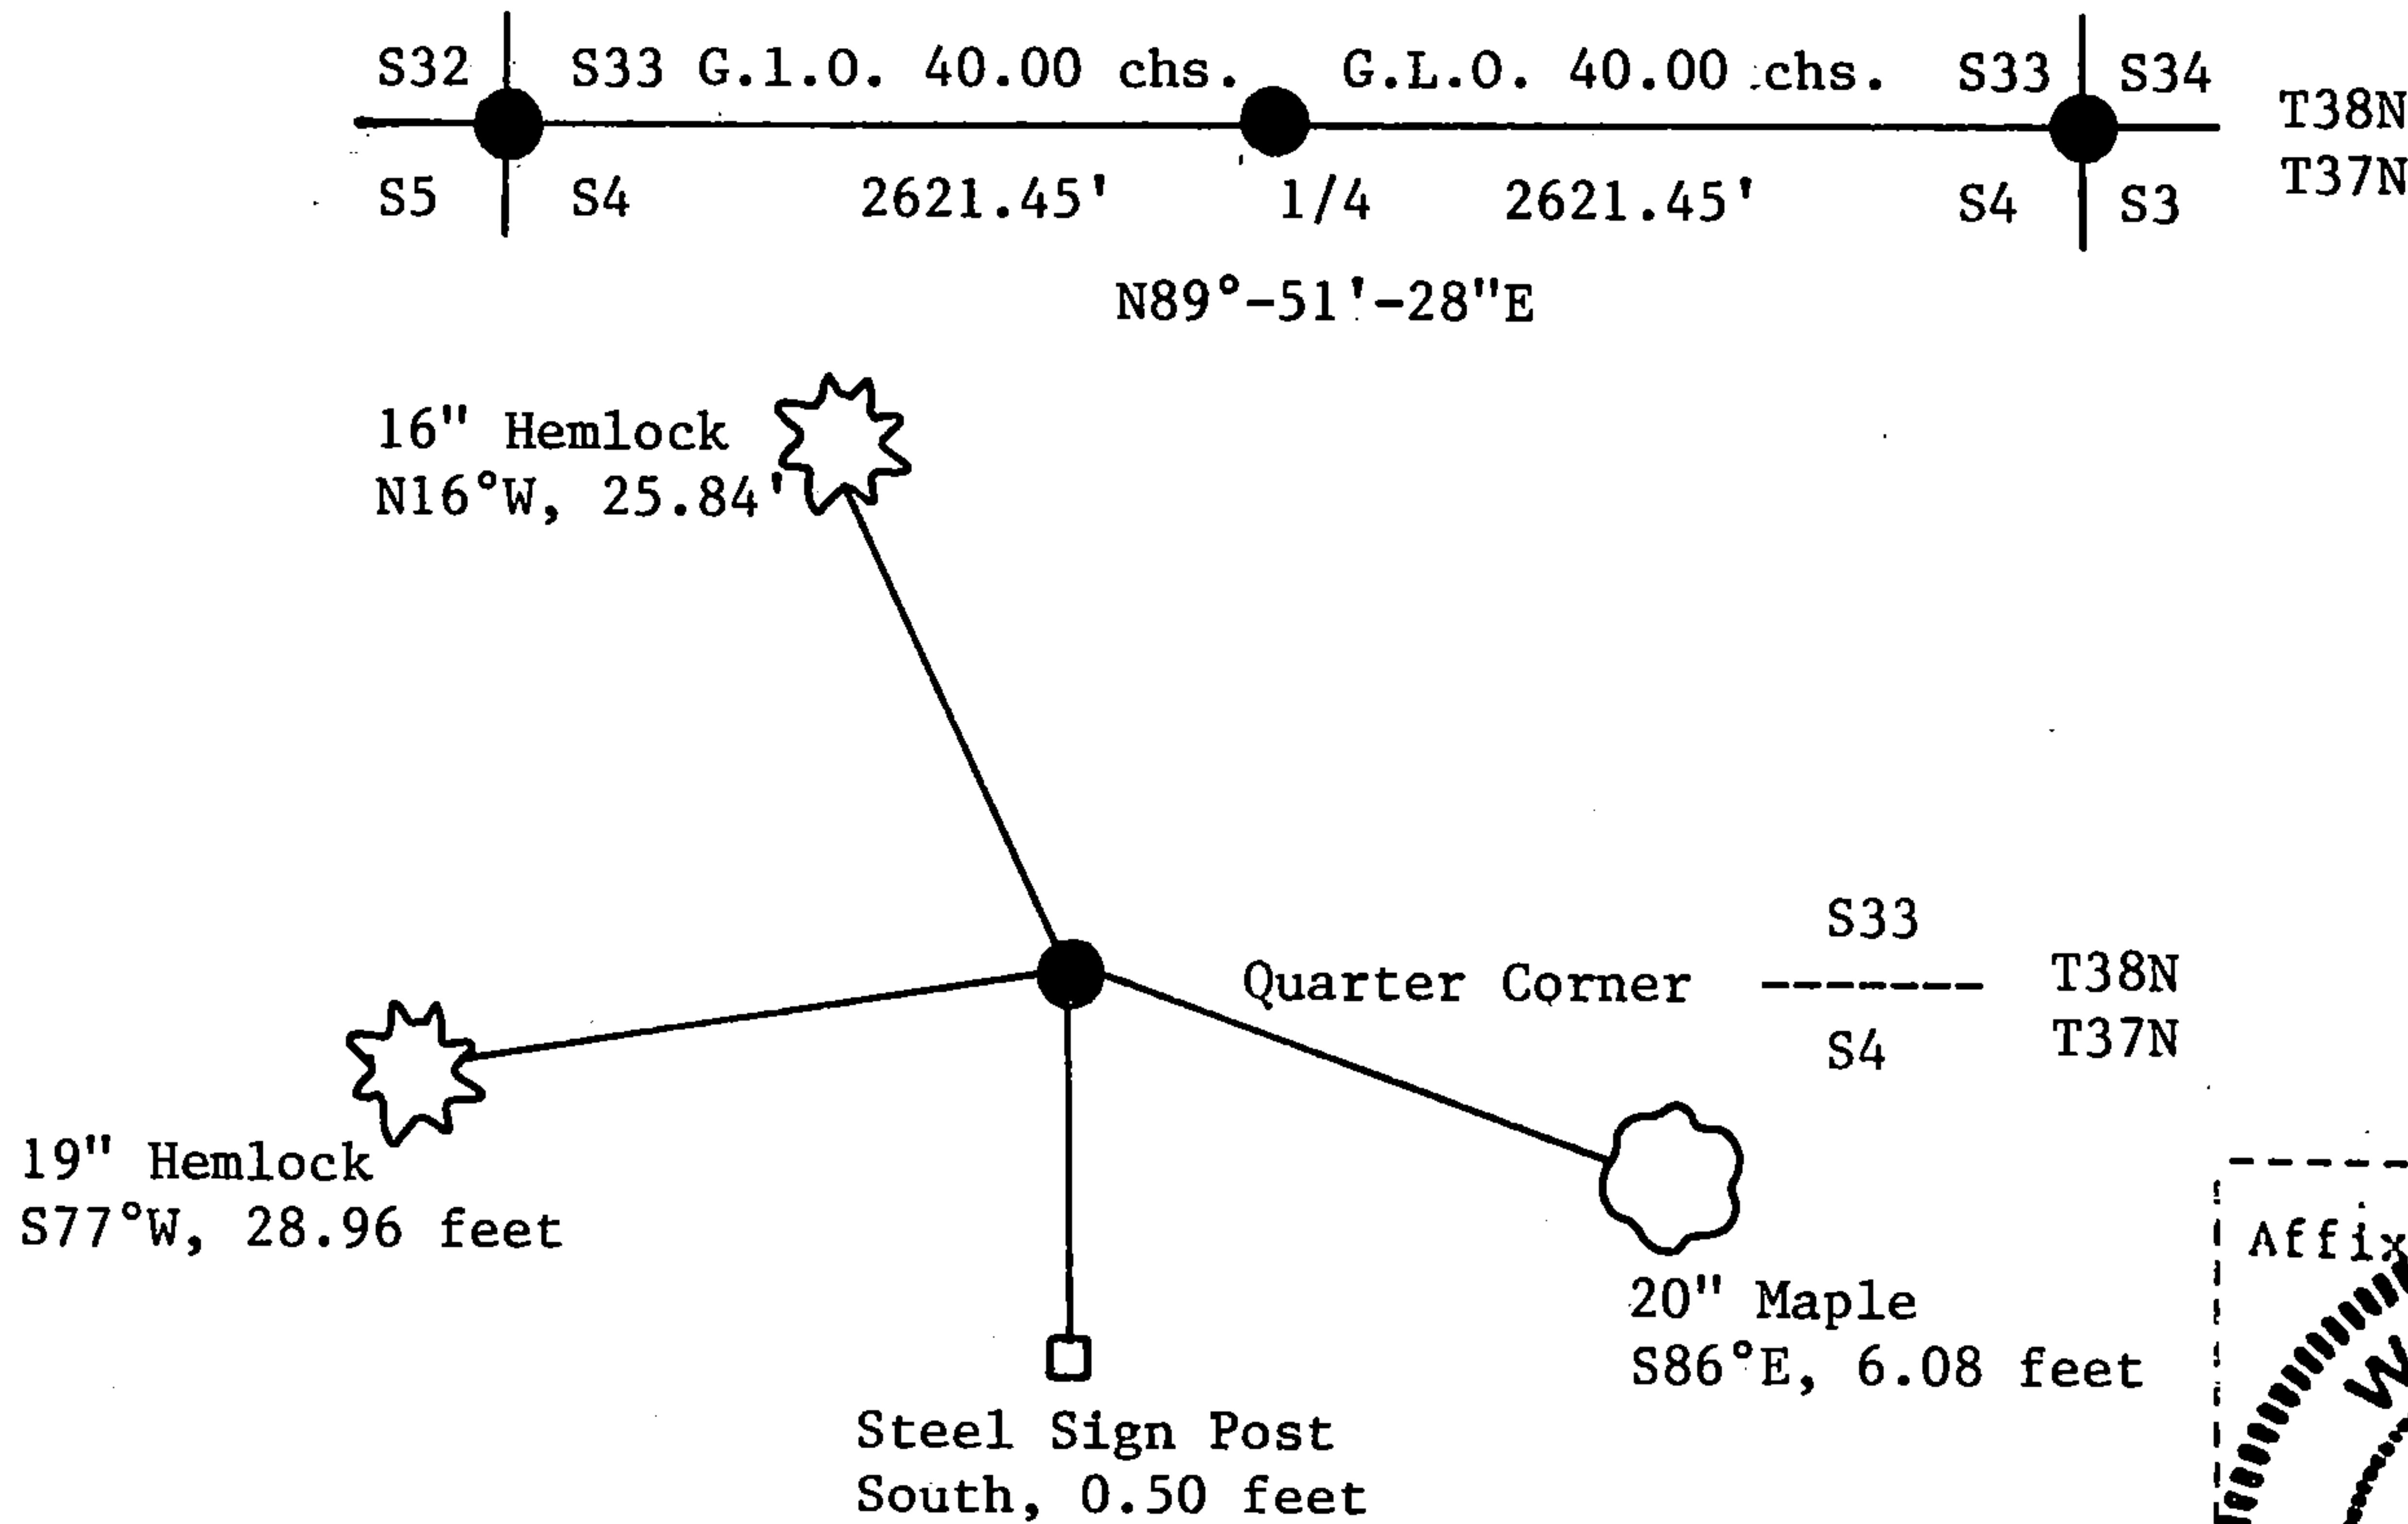 S32 S33 G.1.O. 40.00 chs. G.L.O. 40.00 chs. S33 S34
T38N
T37N
S5 S4 2621.45' 1/4 2621.45' S4 S3
N89°-51'-28"E
16" Hemlock
N16°W, 25.84'
S33
Quarter Corner ------- T38N
S4 T37N
19" Hemlock
S77°W, 28.96 feet
20" Maple
S86°E, 6.08 feet
Steel Sign Post
South, 0.50 feet
Affix
W